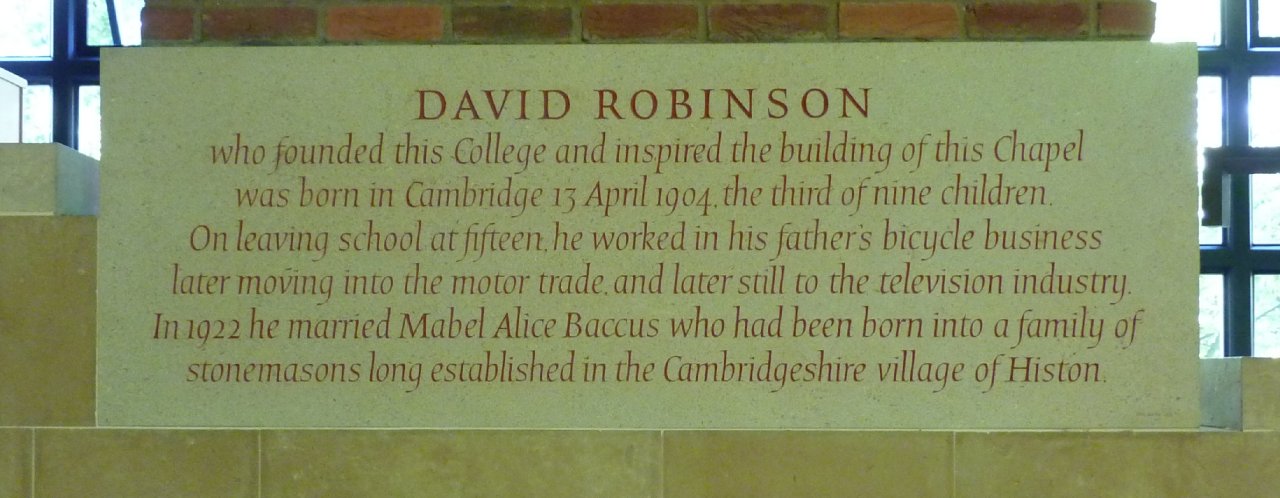 DAVID ROBINSON
who founded this College and inspired the building of this Chapel
was born in Cambridge 13 April 1904, the third of nine children.
On leaving school at fifteen, he worked in his father's bicycle business
later moving into the motor trade, and later still to the television industry.
In 1922 he married Mabel Alice Baccus who had been born into a family of
stonemasons long established in the Cambridgeshire village of Histon.